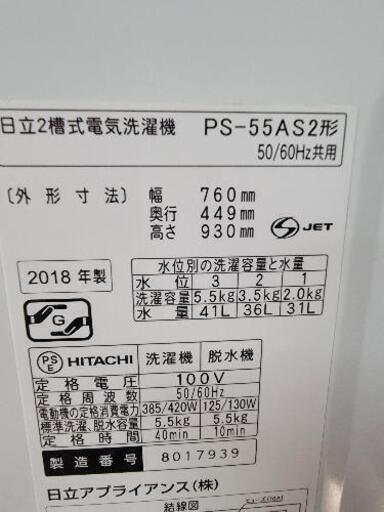 日立2槽式電気洗濯機 PS-55AS2形
50/60Hz共用
〔外形寸法〕 幅 760mm
奥行 449mm
高さ 930mm
S JET
2018年製
水位別の洗濯容量と水量
水位 3 2 1
洗濯容量 5.5kg 3.5kg 2.0kg
水量 41L 36L 31L
G
PSE HITACHI 洗濯機 脱水機
定格電圧 100V
定格周波数 50/60Hz
電動機の定格消費電力 385/420W 125/130W
標準洗濯、脱水容量 5.5kg 5.5kg
定格時間 40min 10min
製造番号 8017939
日立アプライアンス(株)
結線図